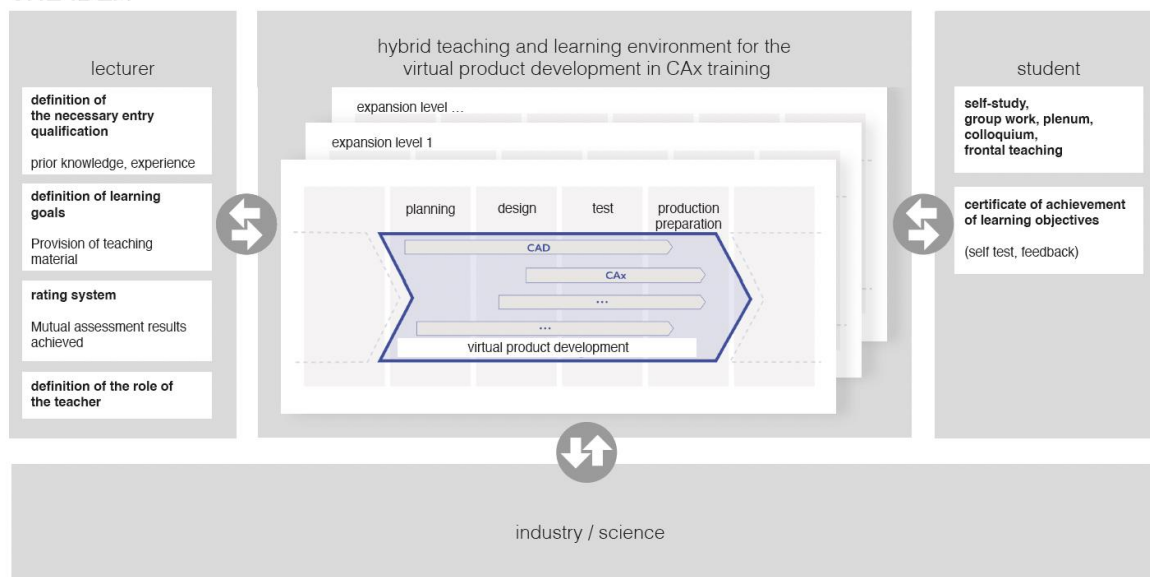 lecturer
definition of
the necessary entry
qualification
prior knowledge, experience
definition of learning
goals
Provision of teaching
material
rating system
Mutual assessment results
achieved
definition of the role of
the teacher
hybrid teaching and learning environment for the
virtual product development in CAx training
expansion level ...
expansion level 1
planning
design
test
production
preparation
CAD
CAx
...
...
virtual product development
student
self-study,
group work, plenum,
colloquium,
frontal teaching
certificate of achievement
of learning objectives
(self test, feedback)
industry / science